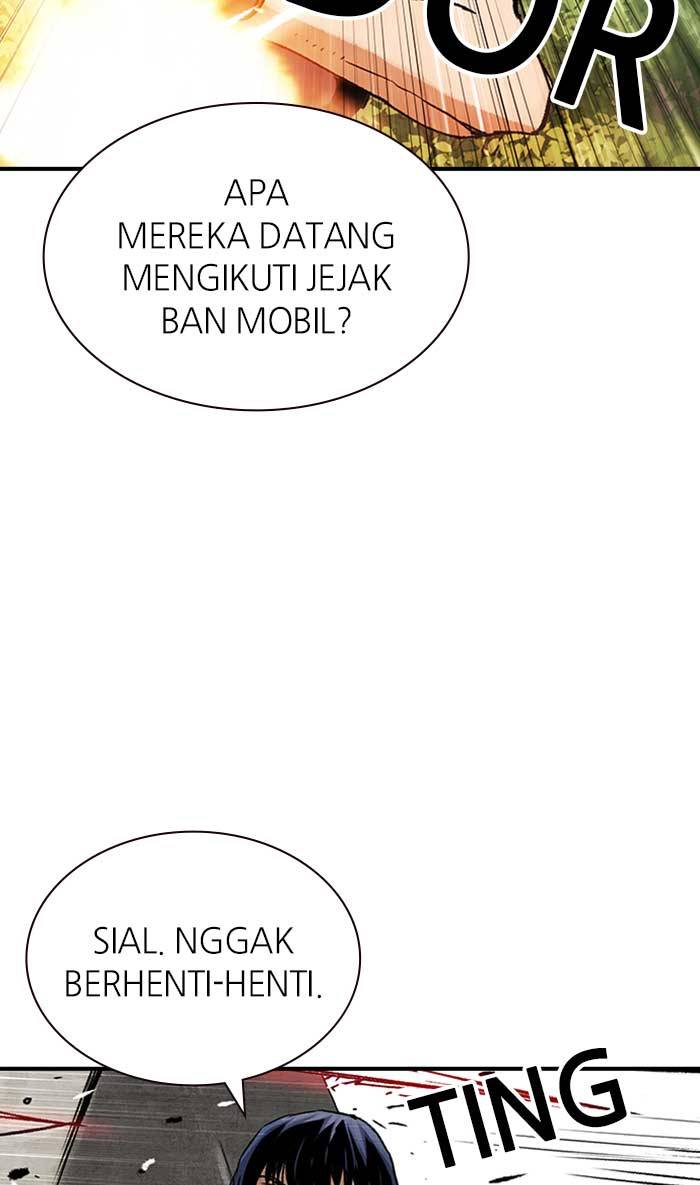 APA
MEREKA DATANG
MENGIKUTI JEJAK
BAN MOBIL?
SIAL. NGGAK
BERHENTI-HENTI.
TING